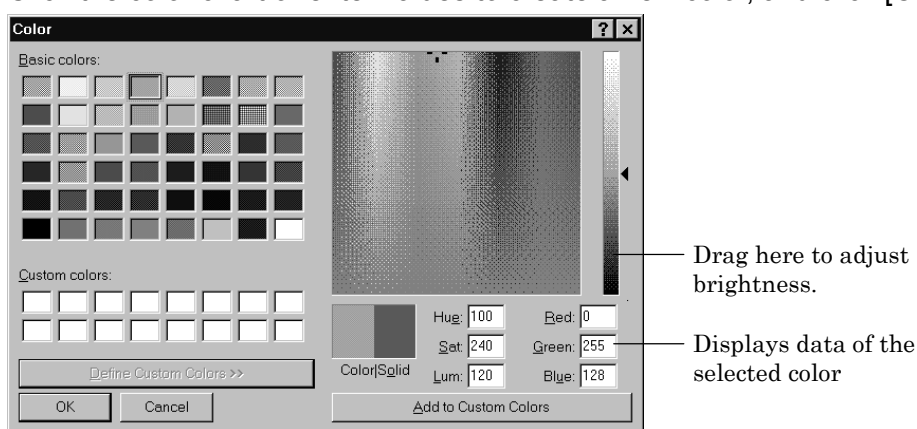 Color
Basic colors:
Custom colors:
Define Custom Colors >>
OK Cancel
Color|Solid
Hue: 100 Red: 0
Sat: 240 Green: 255
Lum: 120 Blue: 128
Add to Custom Colors
Drag here to adjust
brightness.
Displays data of the
selected color